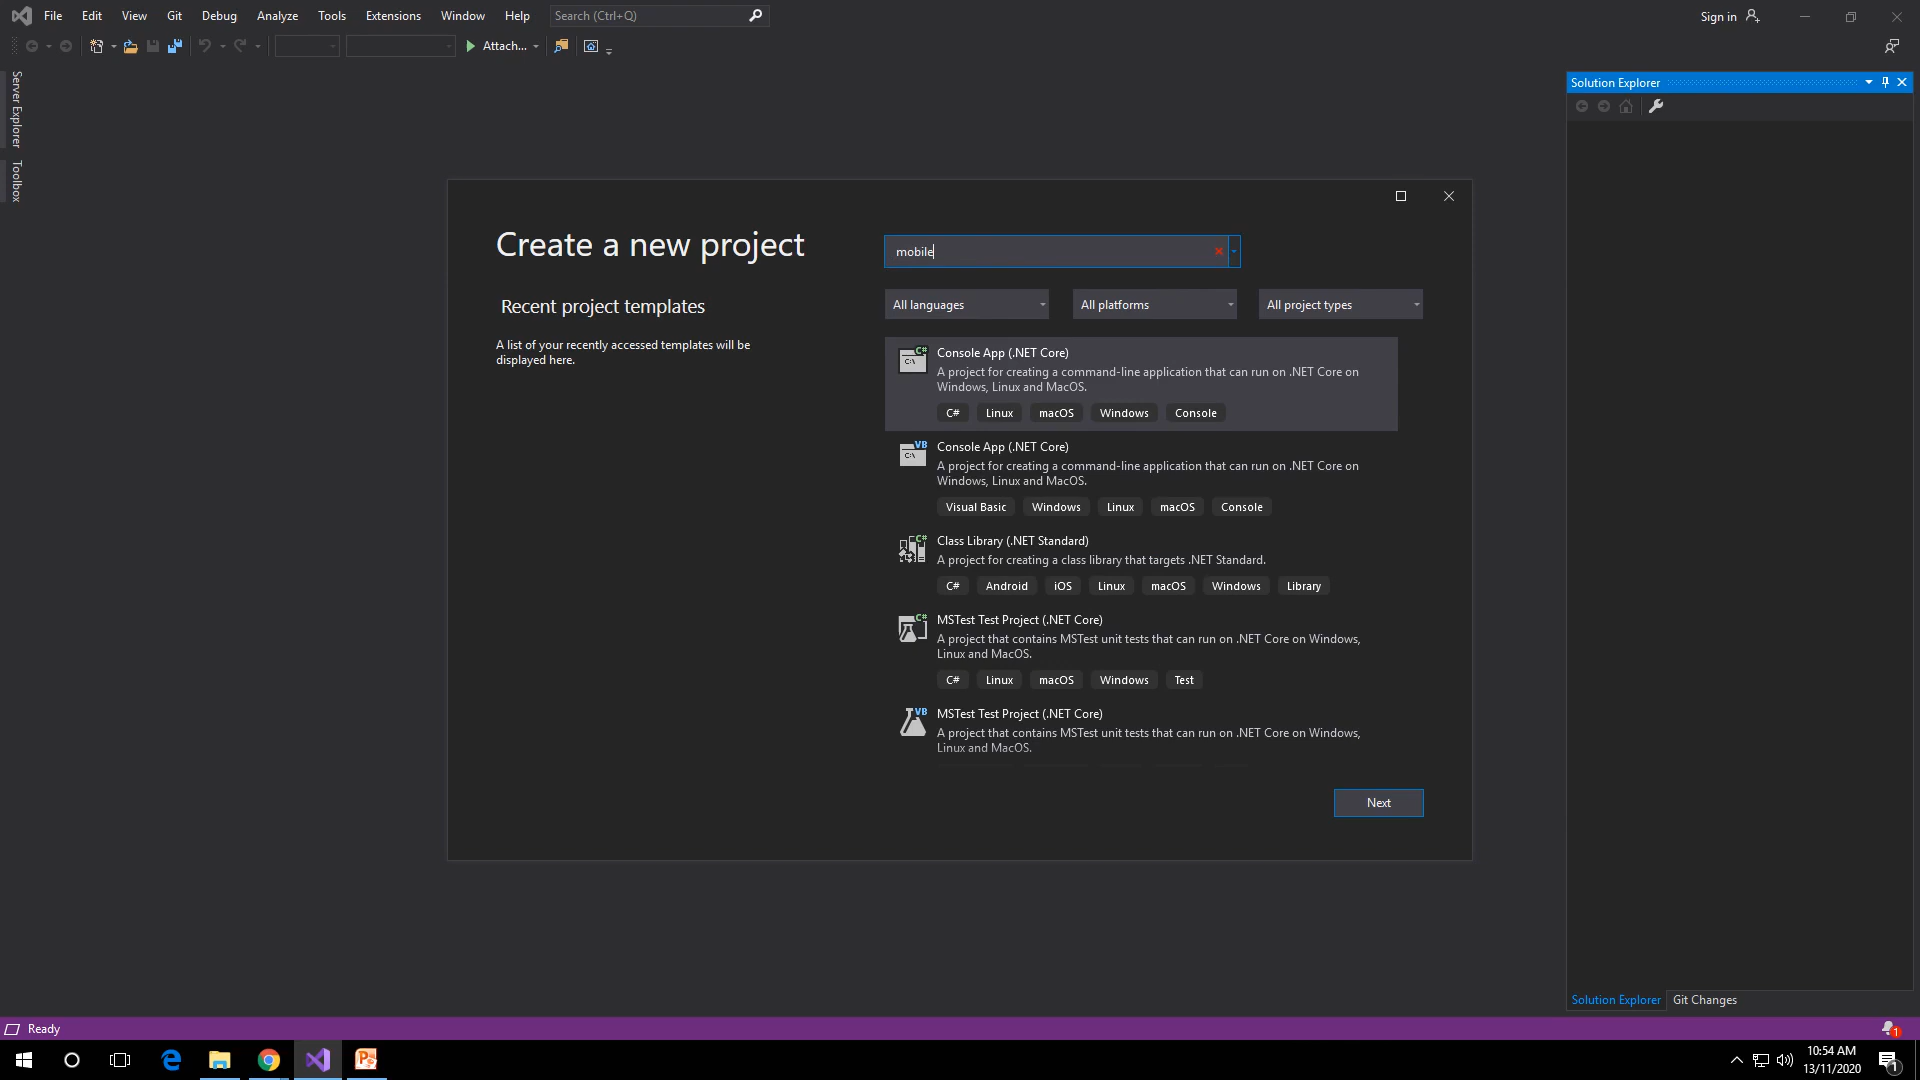 File Edit View Git Debug Analyze Tools Extensions Window Help Search (Ctrl+Q) Sign in
Attach...
Server Explorer
Toolbox
Solution Explorer
Create a new project
mobile
Recent project templates
All languages All platforms All project types
A list of your recently accessed templates will be
displayed here.
Console App (.NET Core)
A project for creating a command-line application that can run on .NET Core on
Windows, Linux and MacOS.
C# Linux macOS Windows Console
Console App (.NET Core)
A project for creating a command-line application that can run on .NET Core on
Windows, Linux and MacOS.
Visual Basic Windows Linux macOS Console
Class Library (.NET Standard)
A project for creating a class library that targets .NET Standard.
C# Android iOS Linux macOS Windows Library
MSTest Test Project (.NET Core)
A project that contains MSTest unit tests that can run on .NET Core on Windows,
Linux and MacOS.
C# Linux macOS Windows Test
MSTest Test Project (.NET Core)
A project that contains MSTest unit tests that can run on .NET Core on Windows,
Linux and MacOS.
Next
Solution Explorer Git Changes
Ready
1
10:54 AM
13/11/2020
1